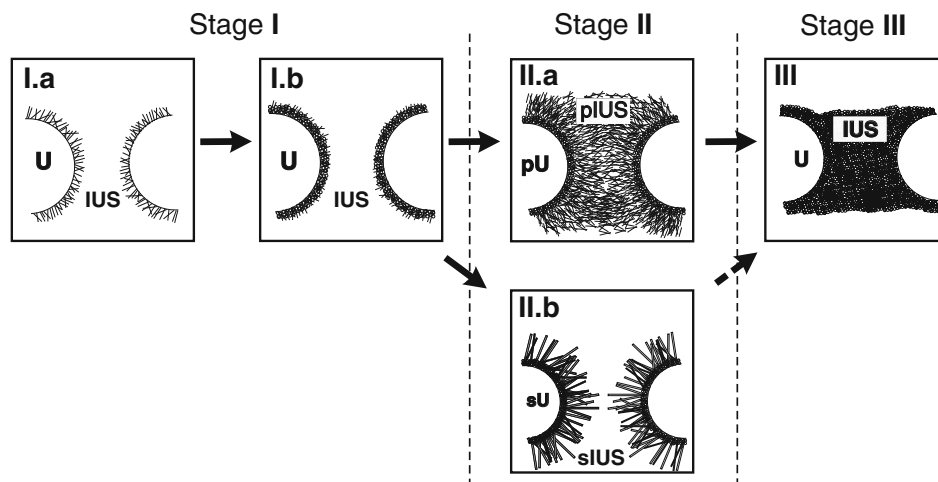 Stage I
Stage II
Stage III
I.a
U
IUS
I.b
U
IUS
II.a
pIUS
pU
III
IUS
U
II.b
sU
sIUS